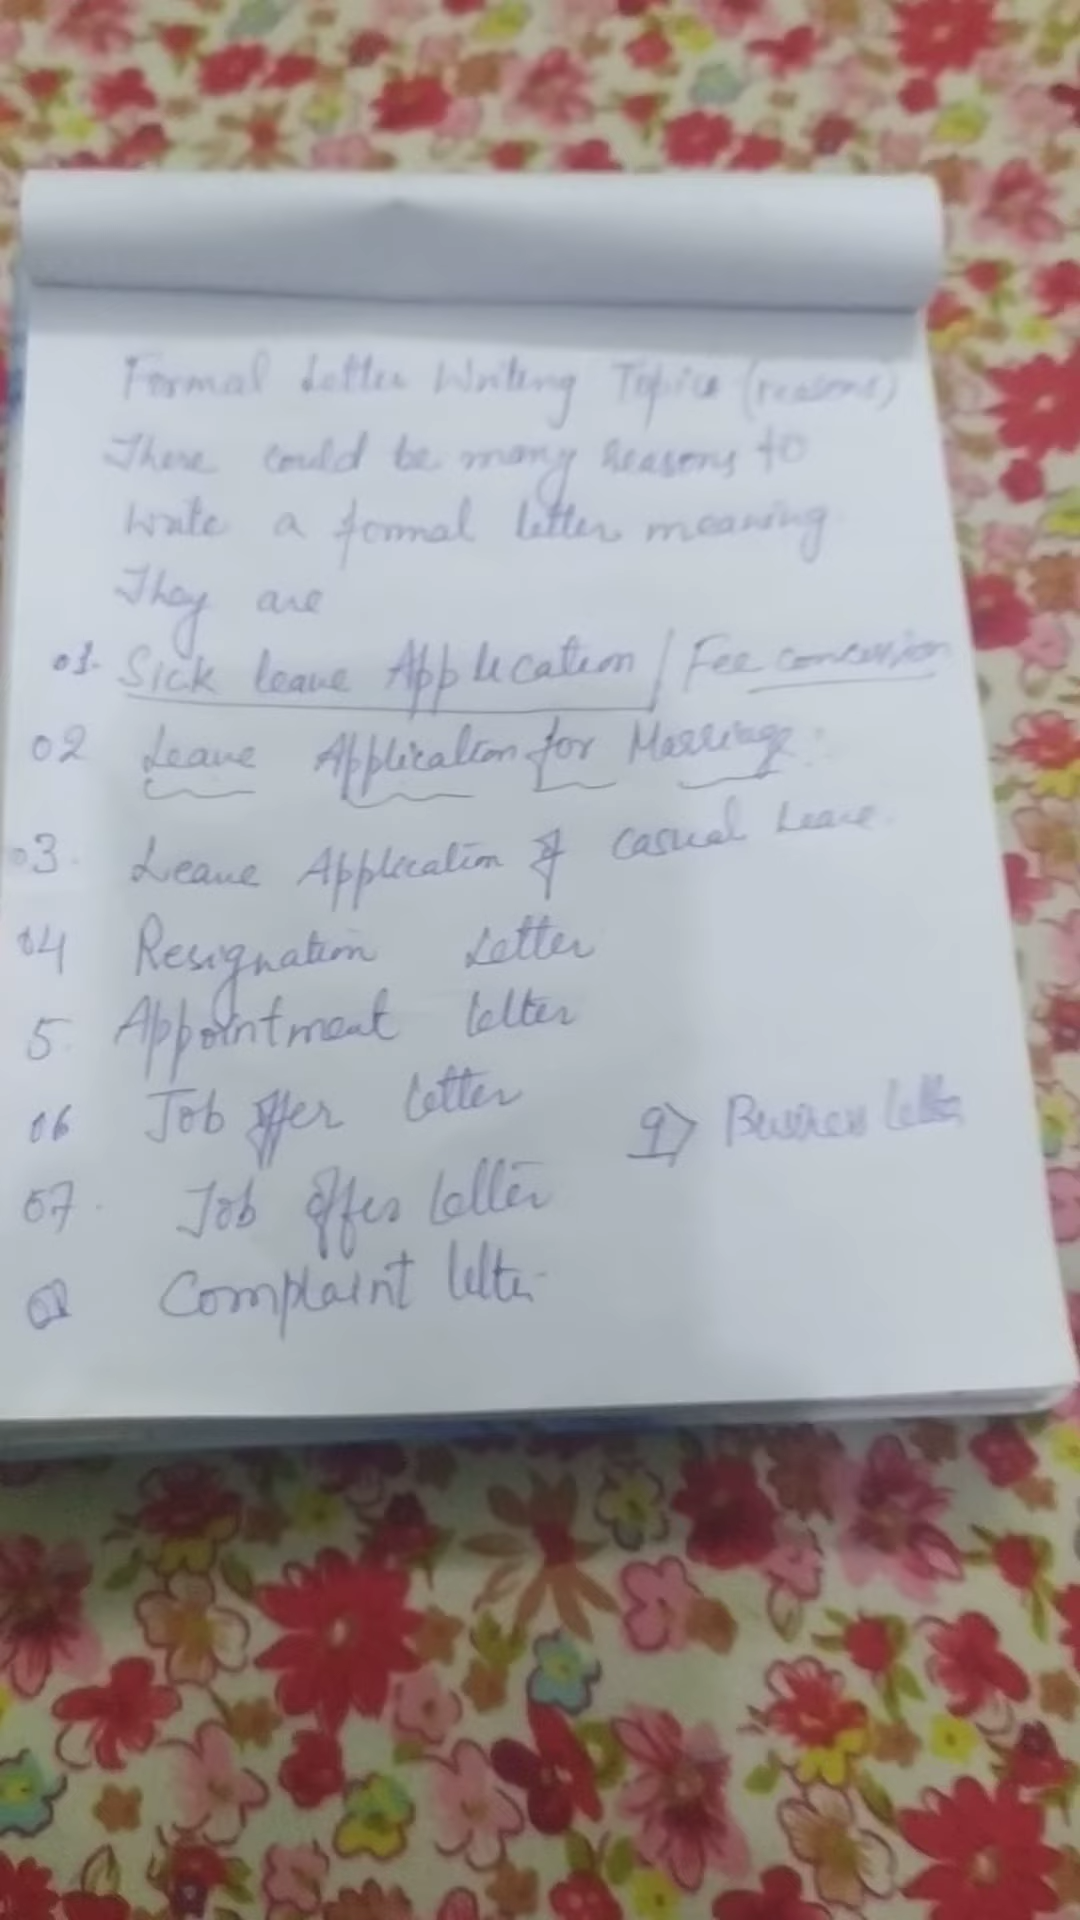 Formal Letter Writing Topics (reasons)
There could be many reasons to
write a formal letter meaning
They are
01. Sick leave Application / Fee concession
02 Leave Application for Marriage.
03. Leave Application of casual Leave.
04 Resignation Letter
5. Appointment letter
06 Job offer letter
9) Business letter
07. Job offer letter
08 Complaint letter